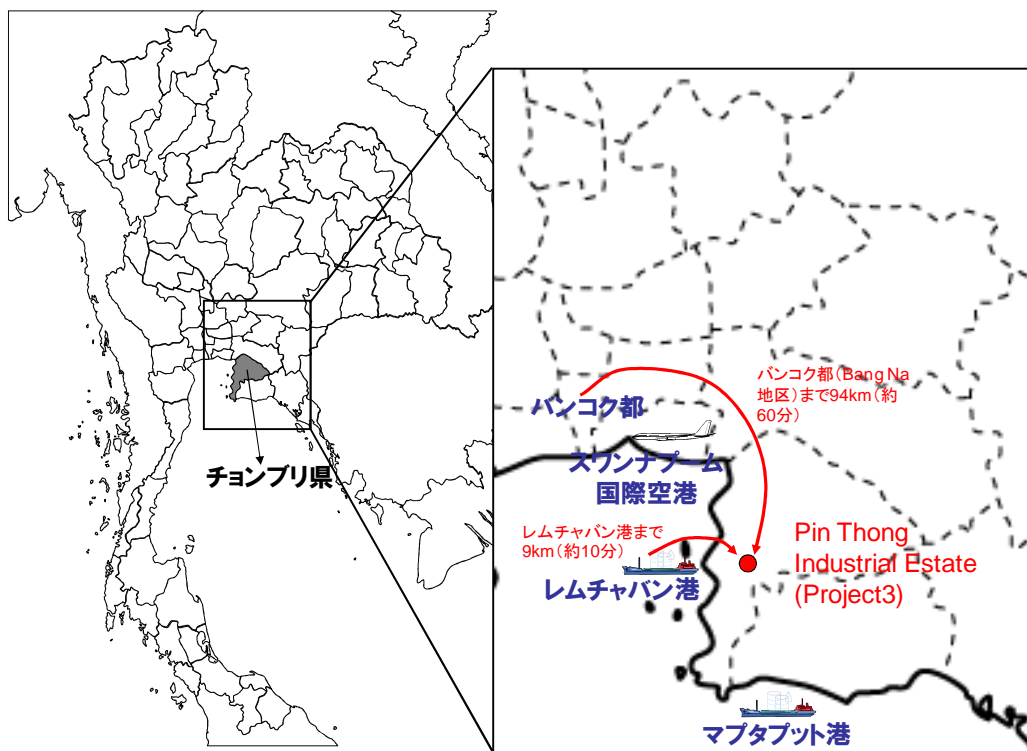 チョンブリ県
バンコク都(Bang Na
地区)まで94km(約
60分)
バンコク都
スワンナプーム
国際空港
レムチャバン港まで
9km(約10分)
レムチャバン港
Pin Thong
Industrial Estate
(Project3)
マプタプット港